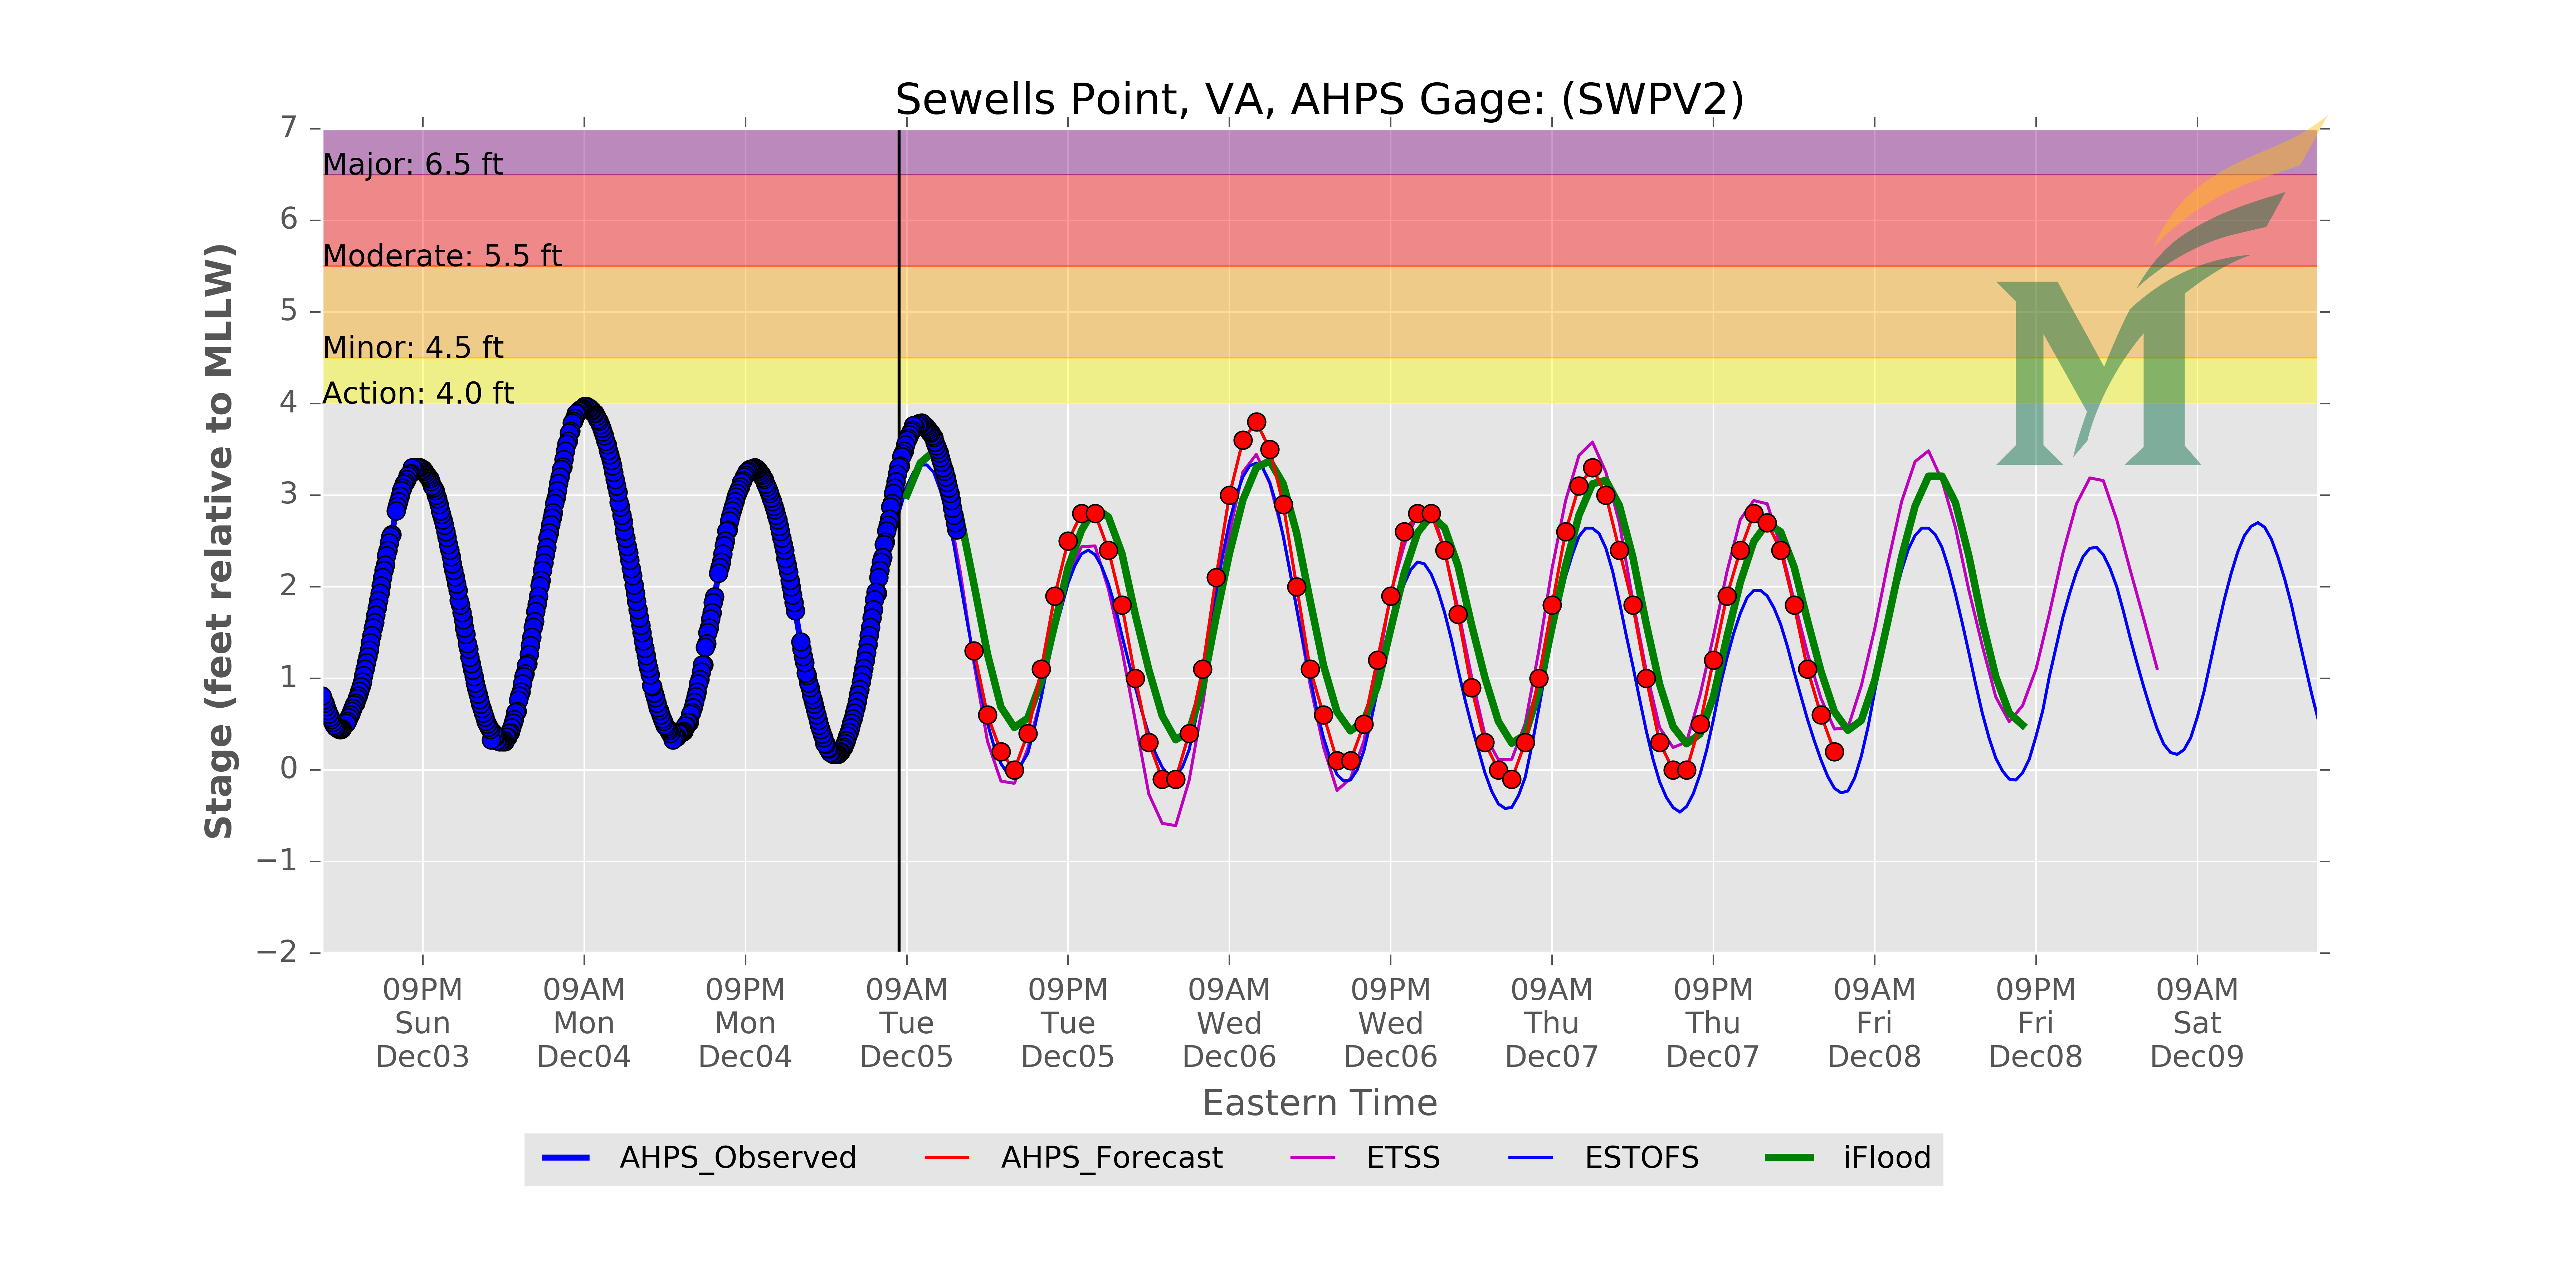 Sewells Point, VA, AHPS Gage: (SWPV2)
7
Major: 6.5 ft
6
Moderate: 5.5 ft
5
Minor: 4.5 ft
Action: 4.0 ft
4
3
2
1
0
−1
−2
Stage (feet relative to MLLW)
09PM 09AM 09PM 09AM 09PM 09AM 09PM 09AM 09PM 09AM 09PM 09AM
Sun Mon Mon Tue Tue Wed Wed Thu Thu Fri Fri Sat
Dec03 Dec04 Dec04 Dec05 Dec05 Dec06 Dec06 Dec07 Dec07 Dec08 Dec08 Dec09
Eastern Time
AHPS_Observed AHPS_Forecast ETSS ESTOFS iFlood
M